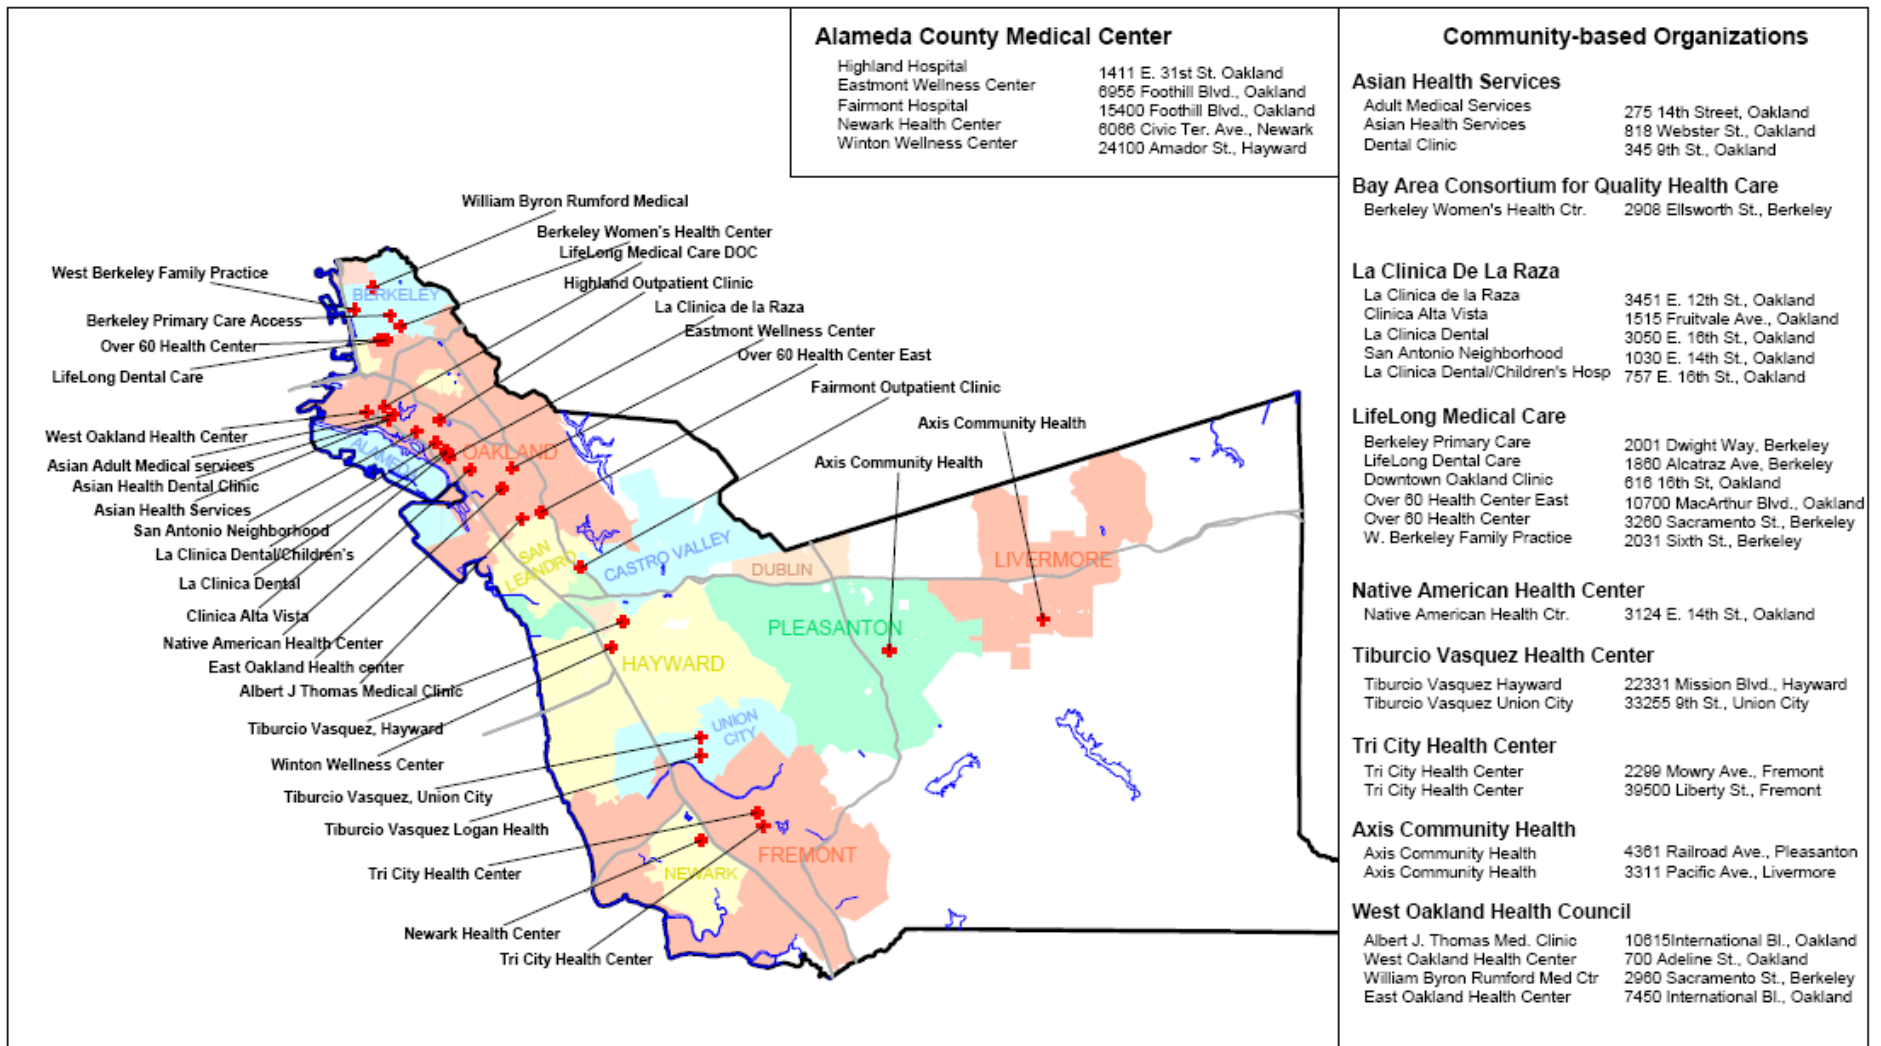 Alameda County Medical Center
Highland Hospital 1411 E. 31st St. Oakland
Eastmont Wellness Center 6955 Foothill Blvd., Oakland
Fairmont Hospital 15400 Foothill Blvd., Oakland
Newark Health Center 6066 Civic Ter. Ave., Newark
Winton Wellness Center 24100 Amador St., Hayward
Community-based Organizations
Asian Health Services
Adult Medical Services 275 14th Street, Oakland
Asian Health Services 818 Webster St., Oakland
Dental Clinic 345 9th St., Oakland
Bay Area Consortium for Quality Health Care
Berkeley Women's Health Ctr. 2908 Ellsworth St., Berkeley
La Clinica De La Raza
La Clinica de la Raza 3451 E. 12th St., Oakland
Clinica Alta Vista 1515 Fruitvale Ave., Oakland
La Clinica Dental 3050 E. 16th St., Oakland
San Antonio Neighborhood 1030 E. 14th St., Oakland
La Clinica Dental/Children's Hosp 757 E. 16th St., Oakland
LifeLong Medical Care
Berkeley Primary Care 2001 Dwight Way, Berkeley
LifeLong Dental Care 1860 Alcatraz Ave, Berkeley
Downtown Oakland Clinic 616 16th St, Oakland
Over 60 Health Center East 10700 MacArthur Blvd., Oakland
Over 60 Health Center 3260 Sacramento St., Berkeley
W. Berkeley Family Practice 2031 Sixth St., Berkeley
Native American Health Center
Native American Health Ctr. 3124 E. 14th St., Oakland
Tiburcio Vasquez Health Center
Tiburcio Vasquez Hayward 22331 Mission Blvd., Hayward
Tiburcio Vasquez Union City 33255 9th St., Union City
Tri City Health Center
Tri City Health Center 2299 Mowry Ave., Fremont
Tri City Health Center 39500 Liberty St., Fremont
Axis Community Health
Axis Community Health 4361 Railroad Ave., Pleasanton
Axis Community Health 3311 Pacific Ave., Livermore
West Oakland Health Council
Albert J. Thomas Med. Clinic 10615International Bl., Oakland
West Oakland Health Center 700 Adeline St., Oakland
William Byron Rumford Med Ctr 2960 Sacramento St., Berkeley
East Oakland Health Center 7450 International Bl., Oakland
William Byron Rumford Medical
Berkeley Women's Health Center
LifeLong Medical Care DOC
Highland Outpatient Clinic
La Clinica de la Raza
Eastmont Wellness Center
Over 60 Health Center East
Fairmont Outpatient Clinic
Axis Community Health
Axis Community Health
West Berkeley Family Practice
Berkeley Primary Care Access
Over 60 Health Center
LifeLong Dental Care
West Oakland Health Center
Asian Adult Medical services
Asian Health Dental Clinic
Asian Health Services
San Antonio Neighborhood
La Clinica Dental/Children's
La Clinica Dental
Clinica Alta Vista
Native American Health Center
East Oakland Health center
Albert J Thomas Medical Clinic
Tiburcio Vasquez, Hayward
Winton Wellness Center
Tiburcio Vasquez, Union City
Tiburcio Vasquez Logan Health
Tri City Health Center
Newark Health Center
Tri City Health Center
BERKELEY
OAKLAND
ALAMEDA
SAN
LEANDRO
CASTRO VALLEY
DUBLIN
LIVERMORE
PLEASANTON
HAYWARD
UNION
CITY
FREMONT
NEWARK